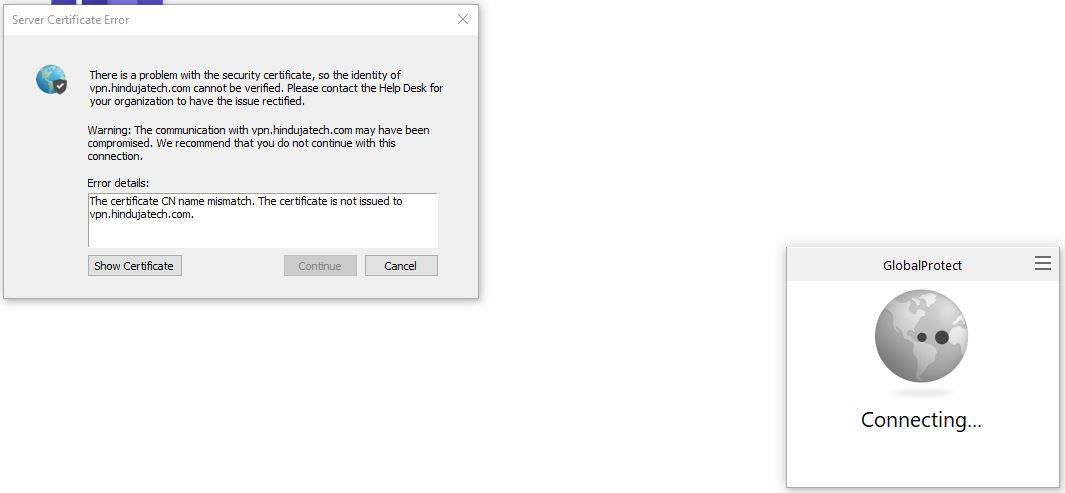 Server Certificate Error
There is a problem with the security certificate, so the identity of
vpn.hindujatech.com cannot be verified. Please contact the Help Desk for
your organization to have the issue rectified.
Warning: The communication with vpn.hindujatech.com may have been
compromised. We recommend that you do not continue with this
connection.
Error details:
The certificate CN name mismatch. The certificate is not issued to
vpn.hindujatech.com.
Show Certificate
Continue
Cancel
GlobalProtect
Connecting...